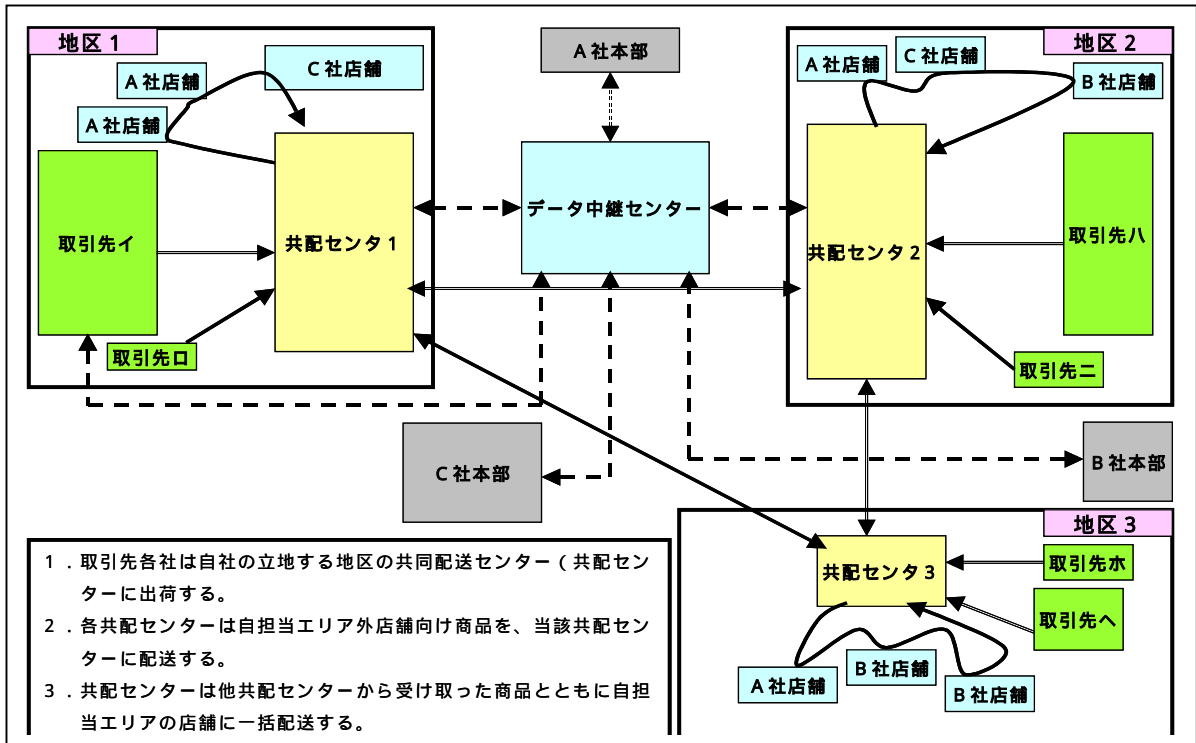 地区１
A社店舗
C社店舗
A社店舗
取引先イ
共配センタ１
取引先ロ
A社本部
データ中継センター
C社本部
B社本部
地区２
A社店舗
C社店舗
B社店舗
共配センタ２
取引先ハ
取引先ニ
地区３
共配センタ３
取引先ホ
取引先ヘ
A社店舗
B社店舗
B社店舗
１．取引先各社は自社の立地する地区の共同配送センター（共配セン
ターに出荷する。
２．各共配センターは自担当エリア外店舗向け商品を、当該共配セン
ターに配送する。
３．共配センターは他共配センターから受け取った商品とともに自担
当エリアの店舗に一括配送する。